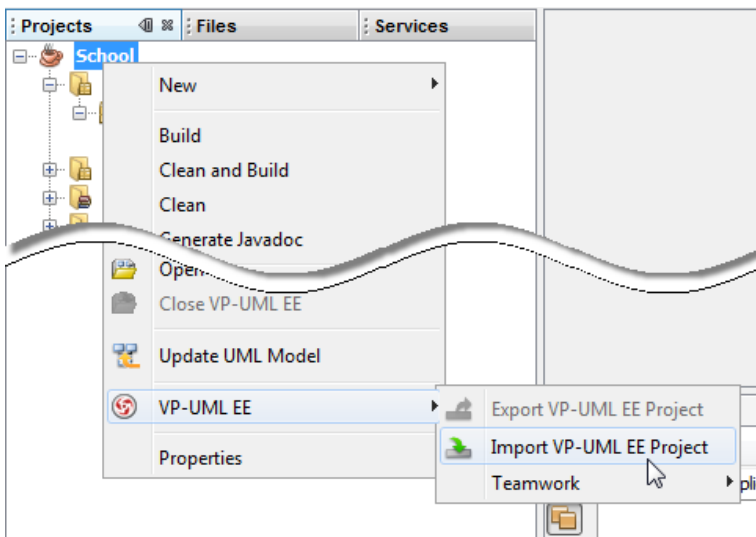 Projects Files Services
School
New
Build
Clean and Build
Clean
Generate Javadoc
Open
Close VP-UML EE
Update UML Model
VP-UML EE
Export VP-UML EE Project
Import VP-UML EE Project
Properties
Teamwork